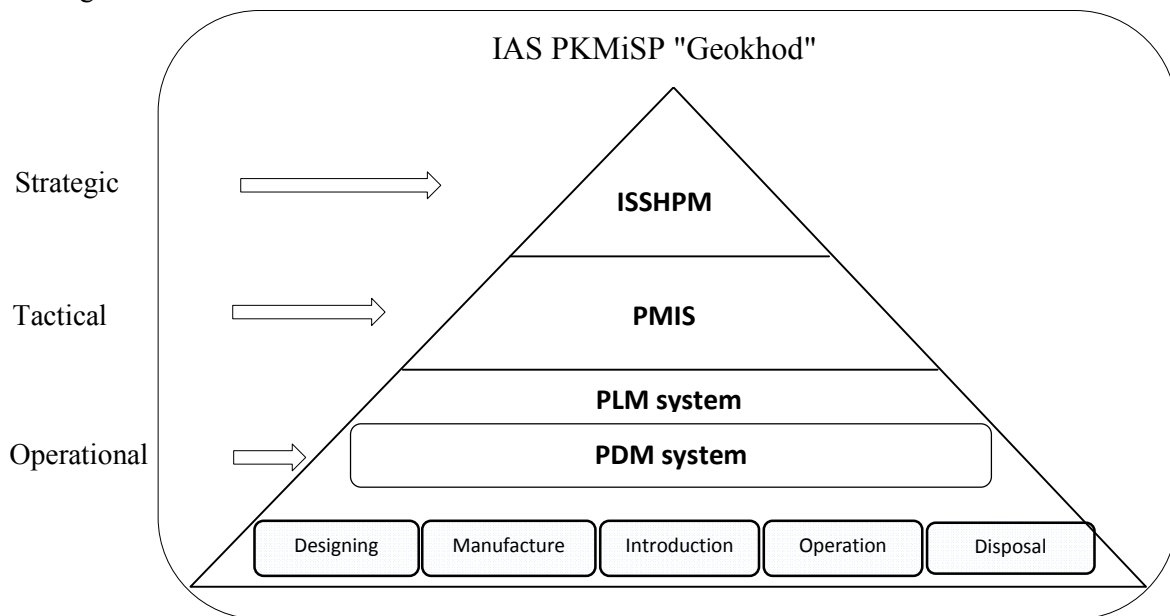 IAS PKMiSP "Geokhod"
Strategic
ISSHPM
Tactical
PMIS
PLM system
Operational
PDM system
Designing
Manufacture
Introduction
Operation
Disposal